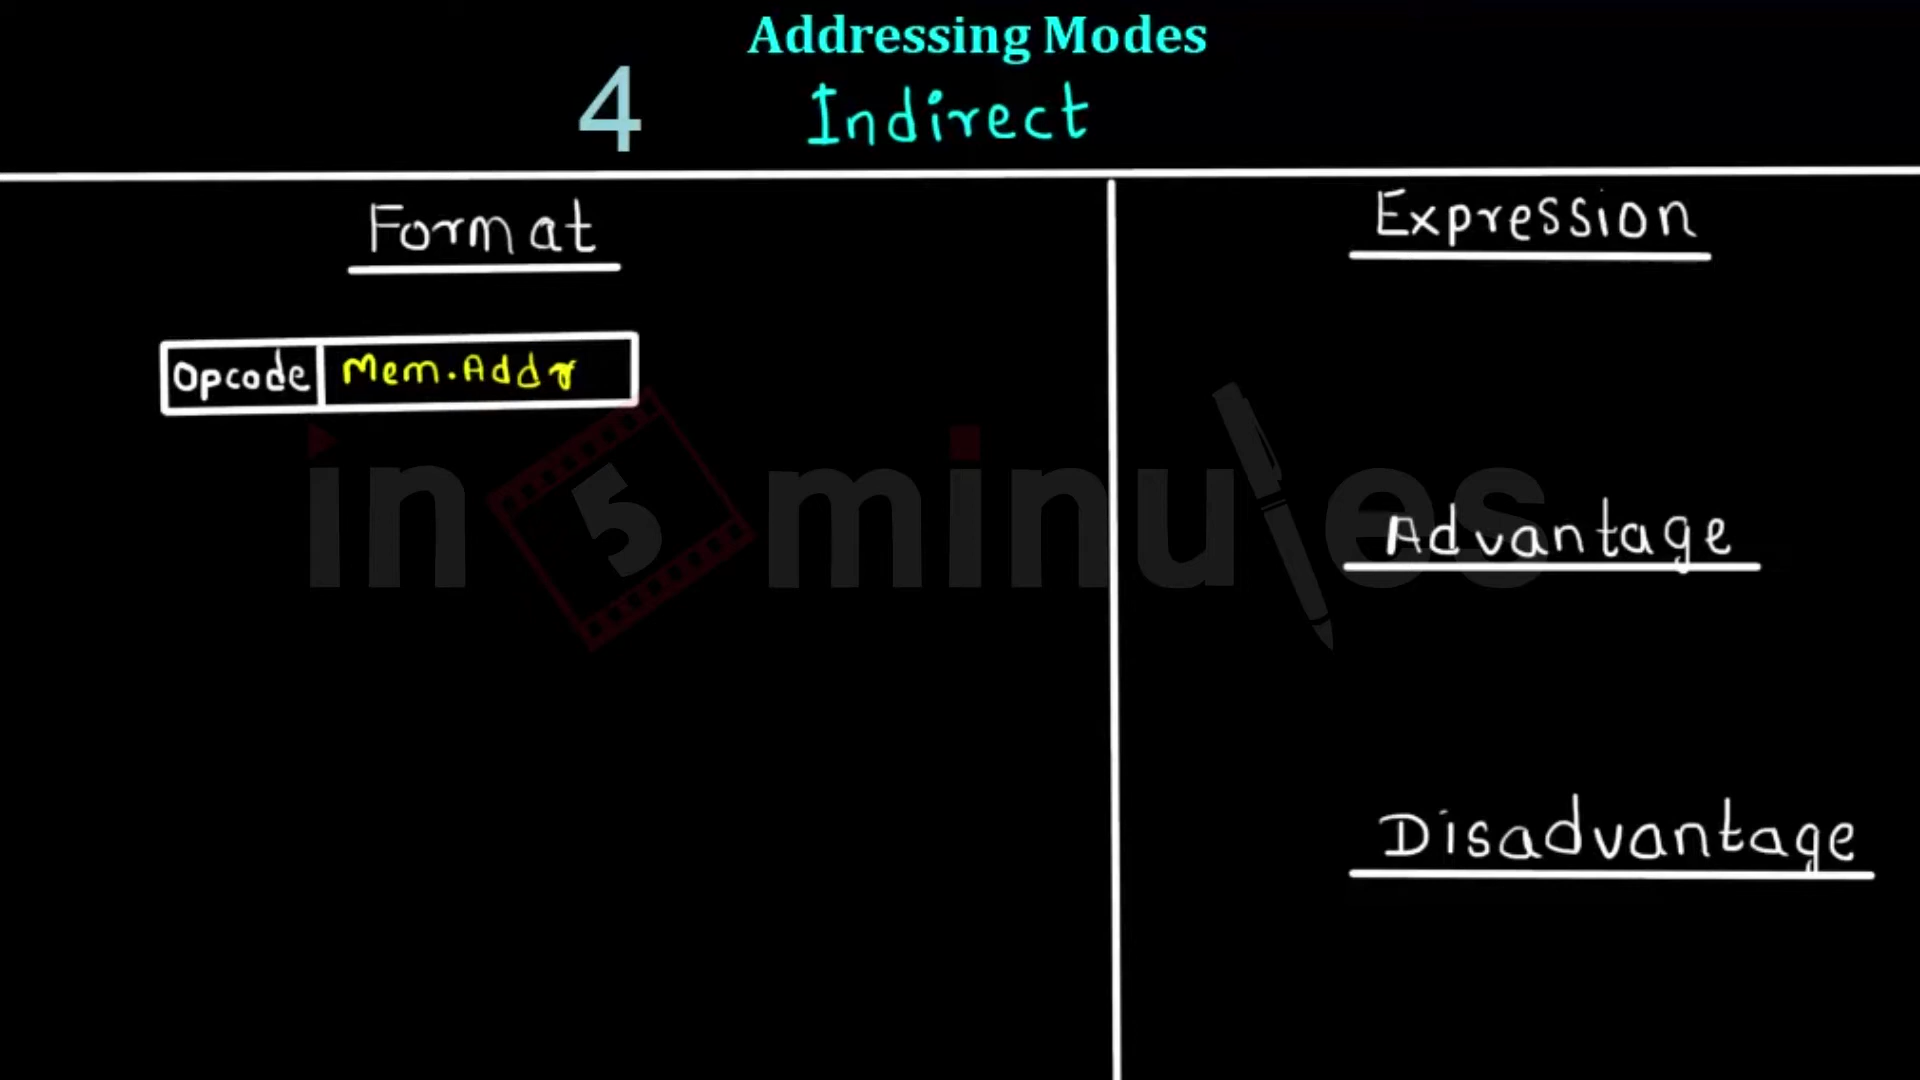 Addressing Modes
4 Indirect
Format
Opcode Mem.Addr
Expression
Advantage
Disadvantage
in 5 minutes